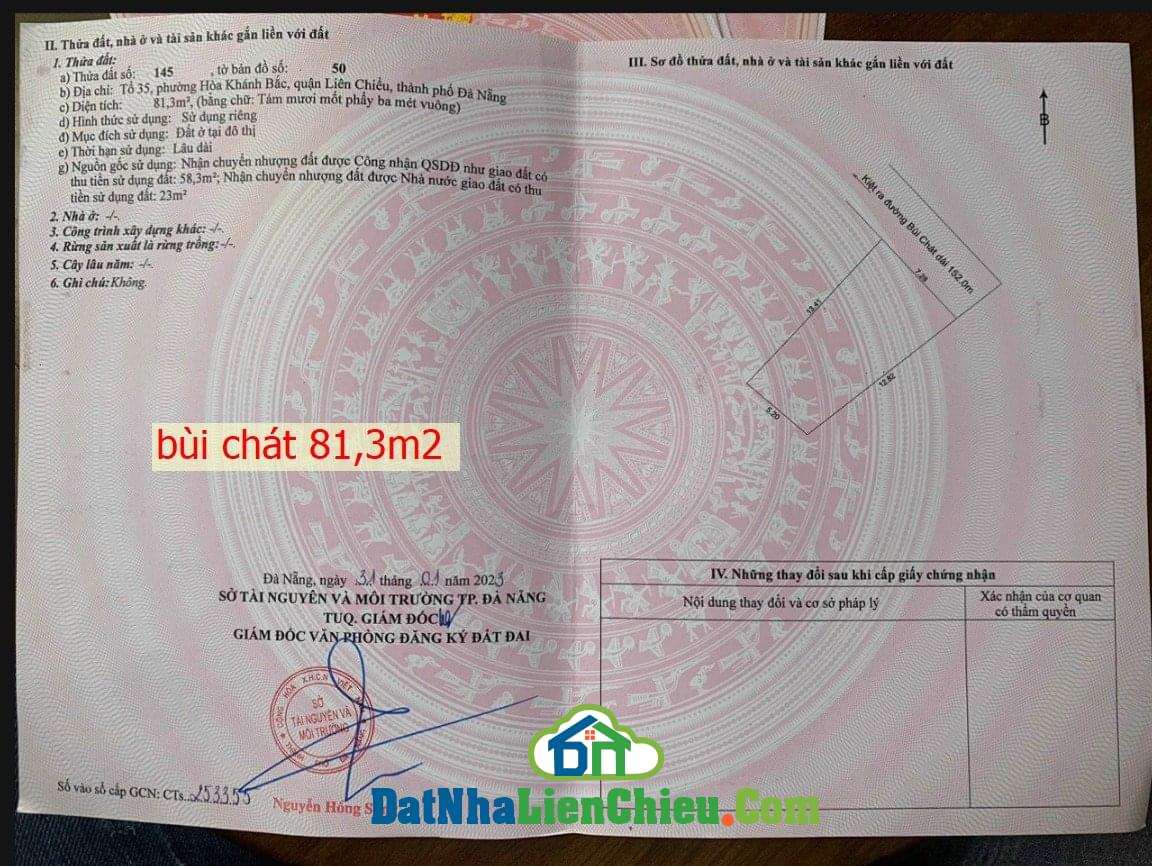 II. Thửa đất, nhà ở và tài sản khác gắn liền với đất
1. Thửa đất:
a) Thửa đất số: 145 , tờ bản đồ số: 50
b) Địa chỉ: Tổ 35, phường Hòa Khánh Bắc, quận Liên Chiểu, thành phố Đà Nẵng
c) Diện tích: 81,3m², (bằng chữ: Tám mươi mốt phẩy ba mét vuông)
d) Hình thức sử dụng: Sử dụng riêng
đ) Mục đích sử dụng: Đất ở tại đô thị
e) Thời hạn sử dụng: Lâu dài
g) Nguồn gốc sử dụng: Nhận chuyển nhượng đất được Công nhận QSDĐ như giao đất có
thu tiền sử dụng đất: 58,3m²; Nhận chuyển nhượng đất được Nhà nước giao đất có thu
tiền sử dụng đất: 23m²
2. Nhà ở: -/-.
3. Công trình xây dựng khác: -/-.
4. Rừng sản xuất là rừng trồng:-/-.
5. Cây lâu năm: -/-.
6. Ghi chú: Không.
bùi chát 81,3m2
Đà Nẵng, ngày 31 tháng 01 năm 2023
SỞ TÀI NGUYÊN VÀ MÔI TRƯỜNG TP. ĐÀ NẴNG
TUQ. GIÁM ĐỐC
GIÁM ĐỐC VĂN PHÒNG ĐĂNG KÝ ĐẤT ĐAI
SỞ
TÀI NGUYÊN VÀ
MÔI TRƯỜNG
Số vào sổ cấp GCN: CTs..253355
Nguyễn Hồng
III. Sơ đồ thửa đất, nhà ở và tài sản khác gắn liền với đất
B
Kiệt ra đường Bùi Chát dài 152.0m
7.28
13.41
12.82
5.20
IV. Những thay đổi sau khi cấp giấy chứng nhận
Nội dung thay đổi và cơ sở pháp lý
Xác nhận của cơ quan
có thẩm quyền
DatNhaLienChieu.Com